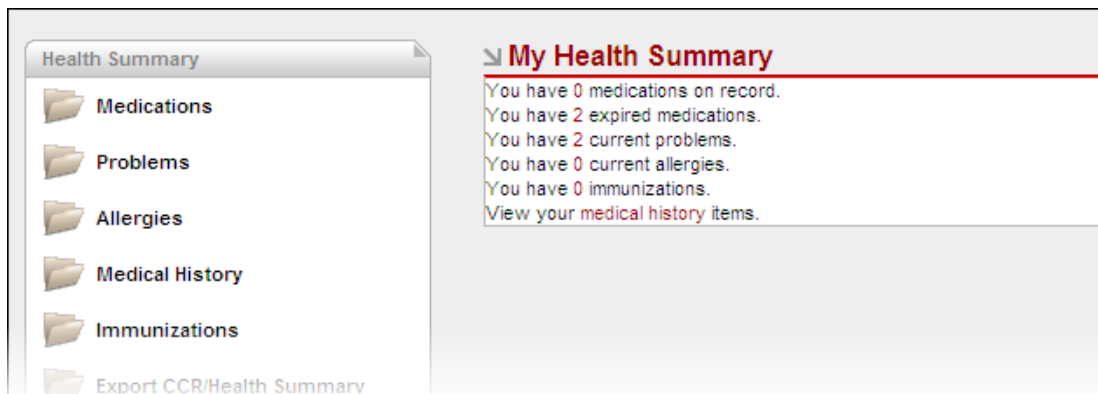 Health Summary
Medications
Problems
Allergies
Medical History
Immunizations
Export CCR/Health Summary
My Health Summary
You have 0 medications on record.
You have 2 expired medications.
You have 2 current problems.
You have 0 current allergies.
You have 0 immunizations.
View your medical history items.